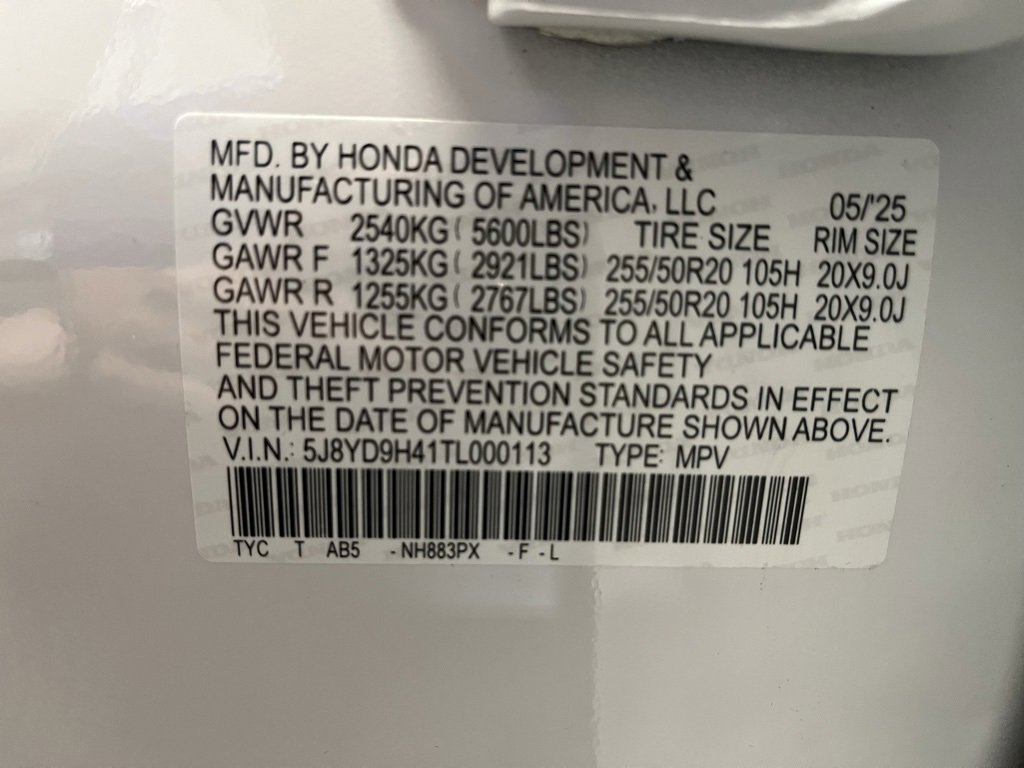 MFD. BY HONDA DEVELOPMENT &
MANUFACTURING OF AMERICA, LLC 05/'25
GVWR 2540KG ( 5600LBS) TIRE SIZE RIM SIZE
GAWR F 1325KG ( 2921LBS) 255/50R20 105H 20X9.0J
GAWR R 1255KG ( 2767LBS) 255/50R20 105H 20X9.0J
THIS VEHICLE CONFORMS TO ALL APPLICABLE
FEDERAL MOTOR VEHICLE SAFETY
AND THEFT PREVENTION STANDARDS IN EFFECT
ON THE DATE OF MANUFACTURE SHOWN ABOVE.
V.I.N.: 5J8YD9H41TL000113 TYPE: MPV
TYC T AB5 - NH883PX - F - L